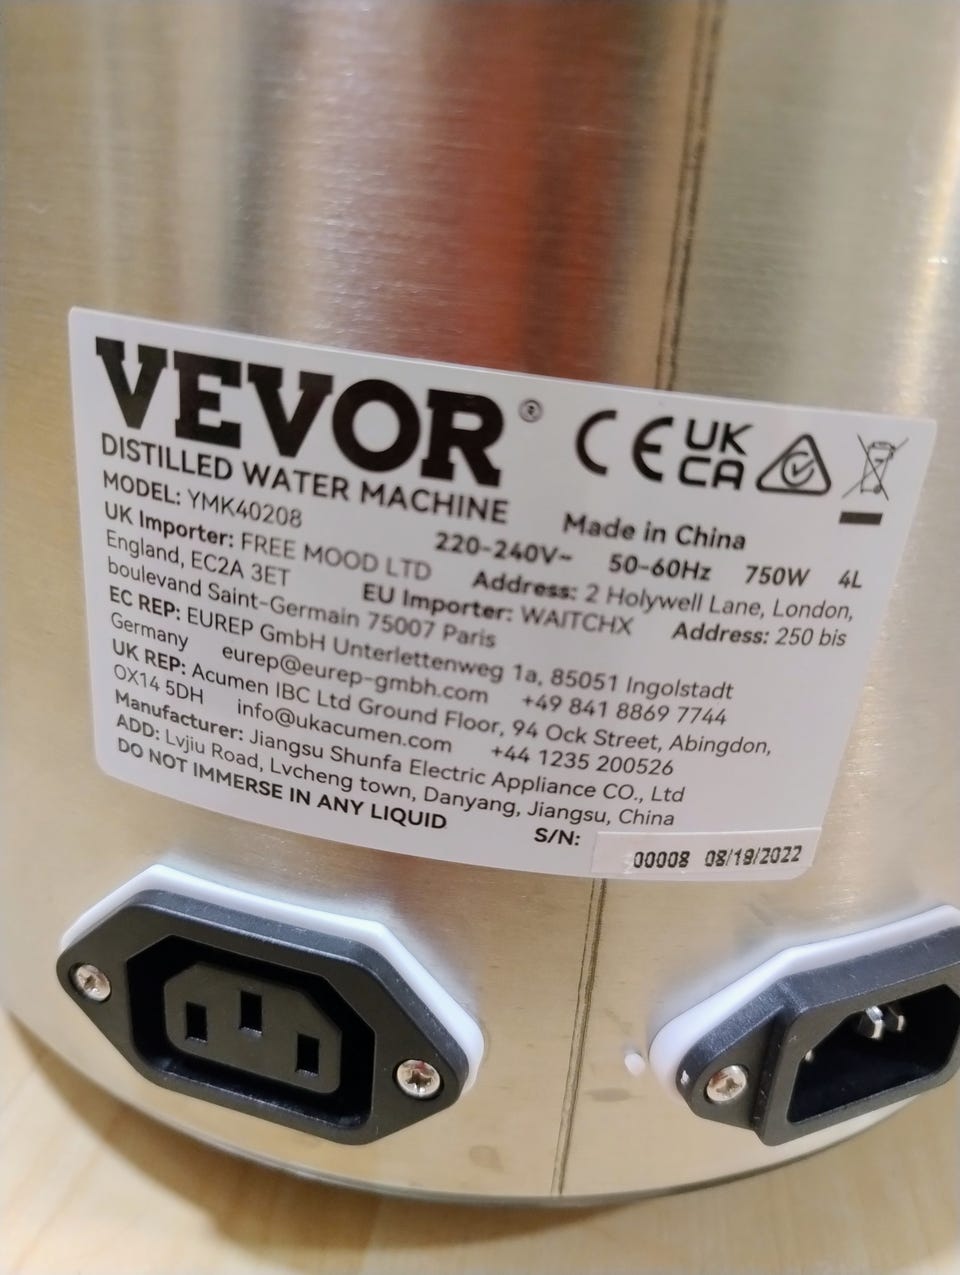 VEVOR®
CE UK CA
DISTILLED WATER MACHINE Made in China
MODEL: YMK40208 220-240V~ 50-60Hz 750W 4L
UK Importer: FREE MOOD LTD Address: 2 Holywell Lane, London,
England, EC2A 3ET EU Importer: WAITCHX Address: 250 bis
boulevand Saint-Germain 75007 Paris
EC REP: EUREP GmbH Unterlettenweg 1a, 85051 Ingolstadt
Germany eurep@eurep-gmbh.com +49 841 8869 7744
UK REP: Acumen IBC Ltd Ground Floor, 94 Ock Street, Abingdon,
OX14 5DH info@ukacumen.com +44 1235 200526
Manufacturer: Jiangsu Shunfa Electric Appliance CO., Ltd
ADD: Lvjiu Road, Lvcheng town, Danyang, Jiangsu, China
DO NOT IMMERSE IN ANY LIQUID S/N: 00008 08/19/2022